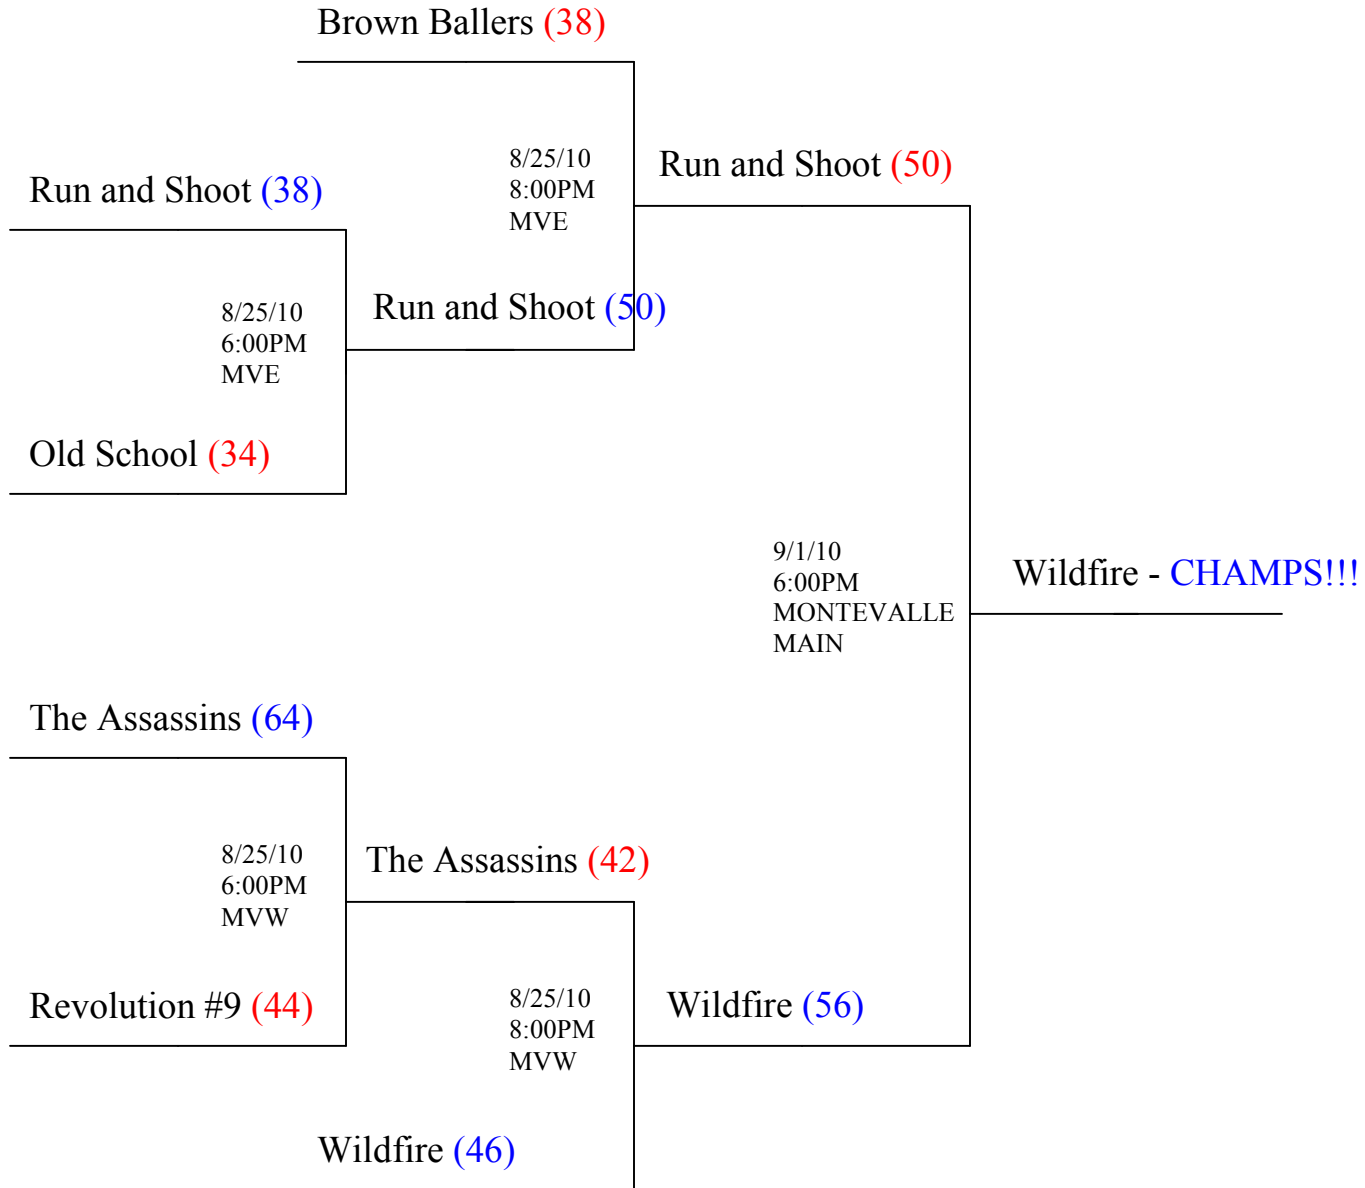 Brown Ballers (38)
8/25/10
8:00PM
MVE
Run and Shoot (50)
Run and Shoot (38)
8/25/10
6:00PM
MVE
Run and Shoot (50)
Old School (34)
9/1/10
6:00PM
MONTEVALLE
MAIN
Wildfire - CHAMPS!!!
The Assassins (64)
8/25/10
6:00PM
MVW
The Assassins (42)
Revolution #9 (44)
8/25/10
8:00PM
MVW
Wildfire (56)
Wildfire (46)